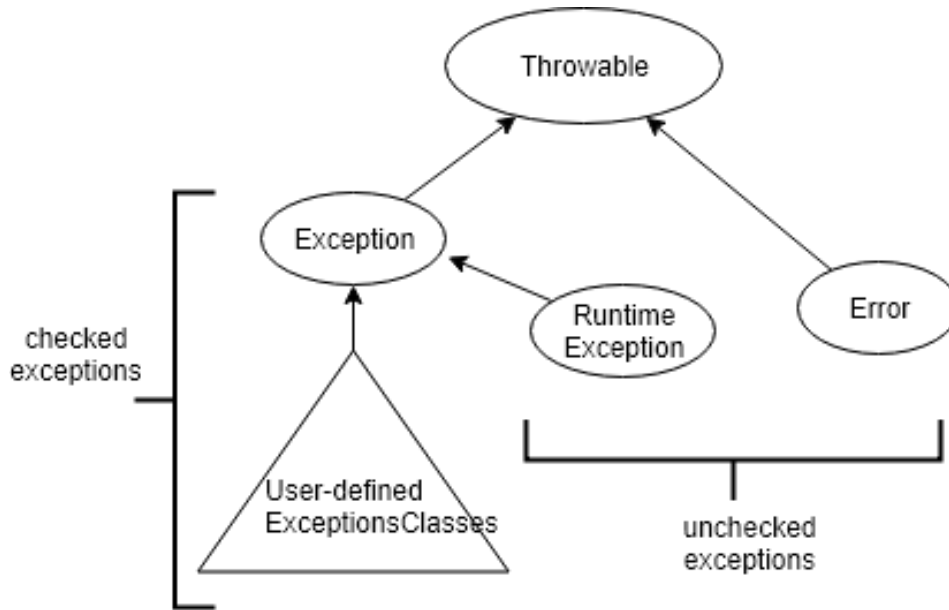 Throwable
Exception
Runtime
Exception
Error
checked
exceptions
User-defined
ExceptionsClasses
unchecked
exceptions